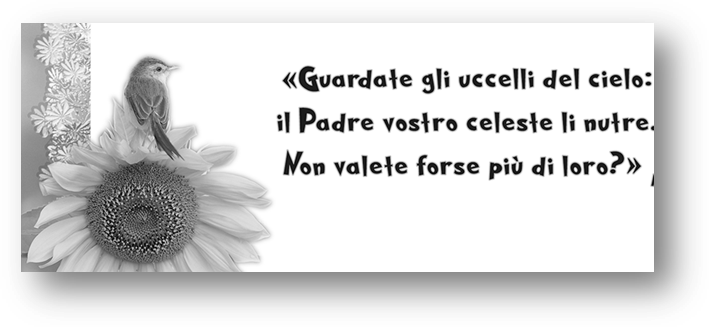 «Guardate gli uccelli del cielo:
il Padre vostro celeste li nutre.
Non valete forse più di loro?»